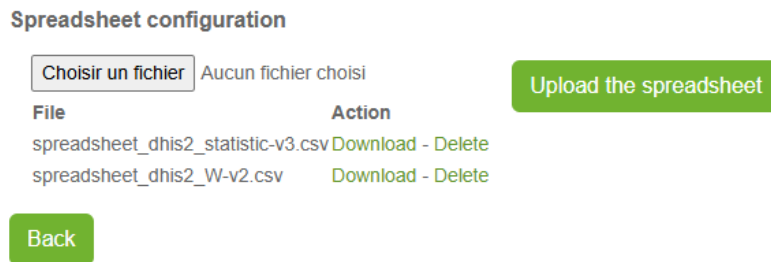 Spreadsheet configuration
Choisir un fichier Aucun fichier choisi
Upload the spreadsheet
File Action
spreadsheet_dhis2_statistic-v3.csv Download - Delete
spreadsheet_dhis2_W-v2.csv Download - Delete
Back